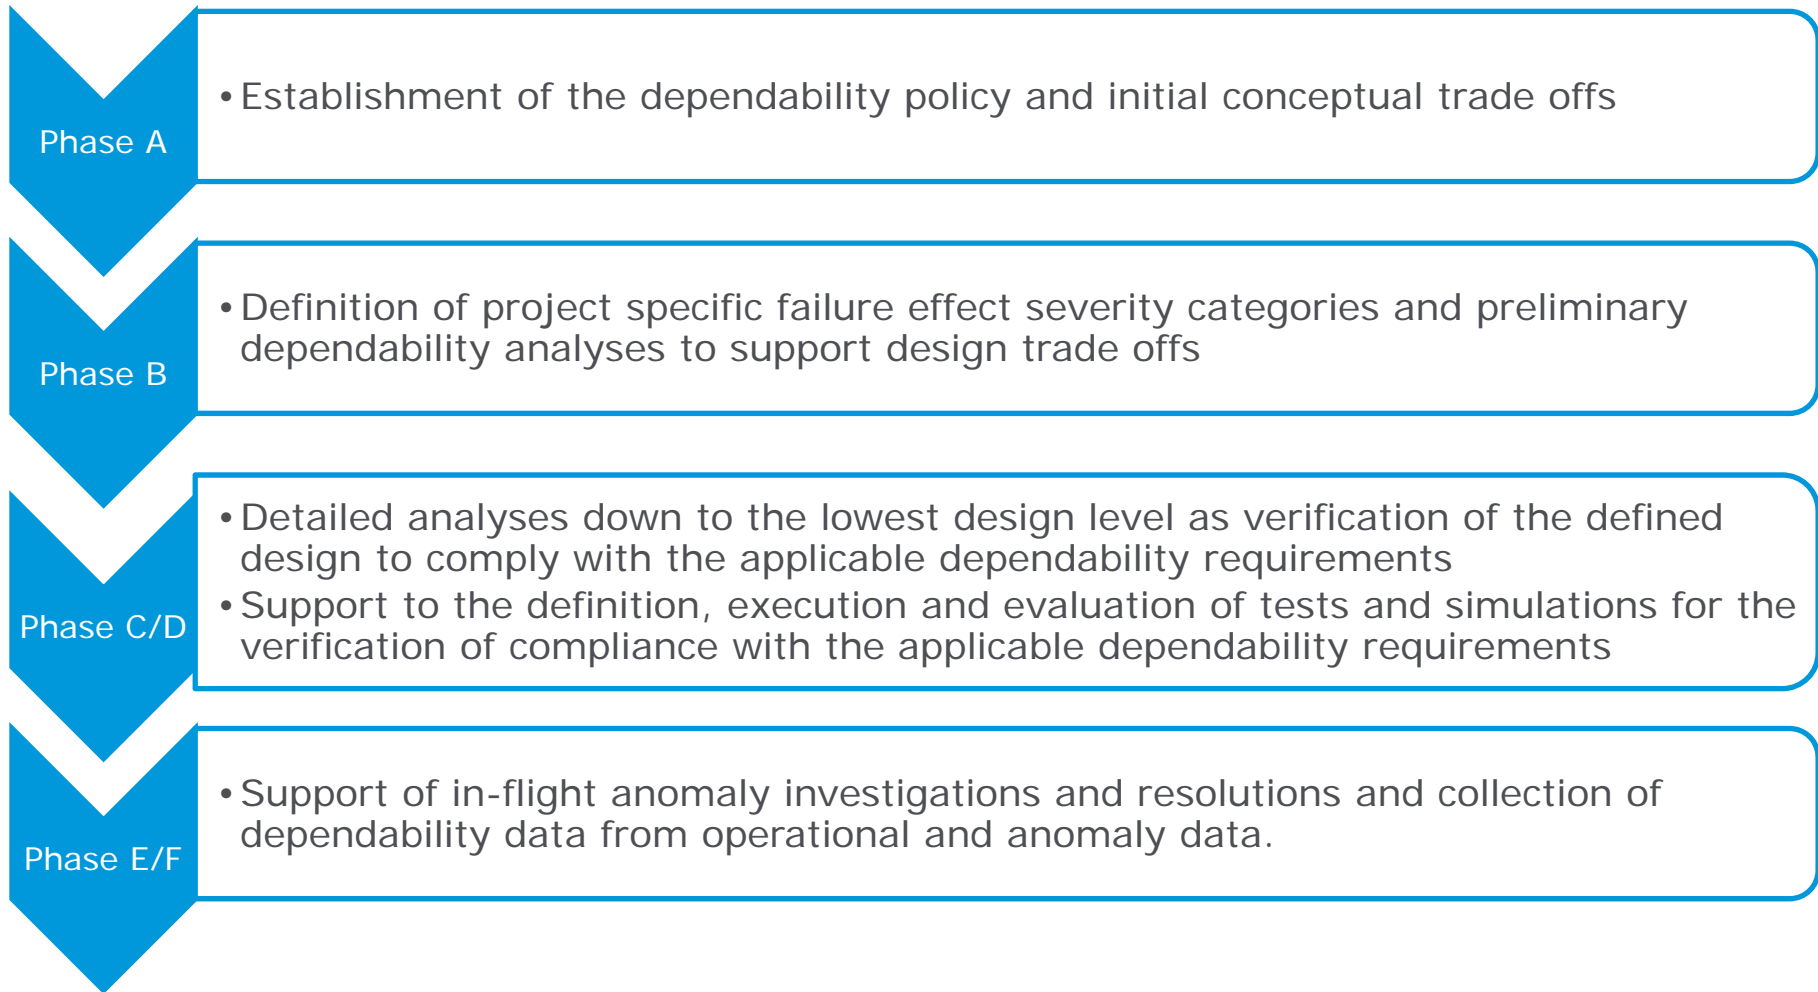 Phase A
• Establishment of the dependability policy and initial conceptual trade offs
Phase B
• Definition of project specific failure effect severity categories and preliminary
dependability analyses to support design trade offs
Phase C/D
• Detailed analyses down to the lowest design level as verification of the defined
design to comply with the applicable dependability requirements
• Support to the definition, execution and evaluation of tests and simulations for the
verification of compliance with the applicable dependability requirements
Phase E/F
• Support of in-flight anomaly investigations and resolutions and collection of
dependability data from operational and anomaly data.